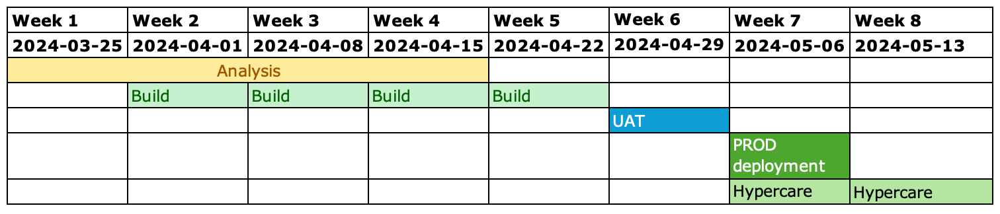 Week 1 Week 2 Week 3 Week 4 Week 5 Week 6 Week 7 Week 8
2024-03-25 2024-04-01 2024-04-08 2024-04-15 2024-04-22 2024-04-29 2024-05-06 2024-05-13
Analysis
Build Build Build Build
UAT
PROD
deployment
Hypercare Hypercare